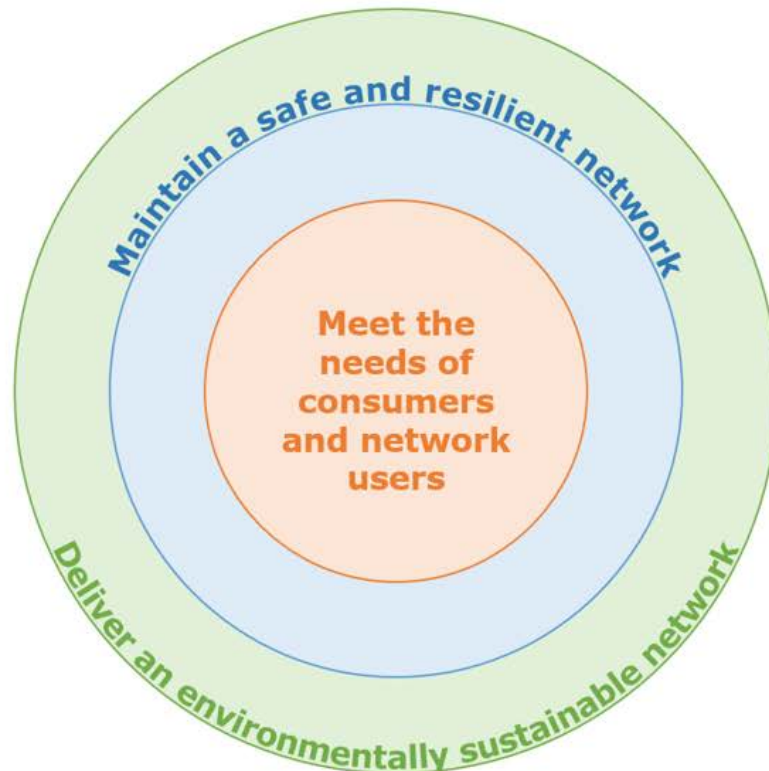 Maintain a safe and resilient network
Meet the
needs of
consumers
and network
users
Deliver an environmentally sustainable network